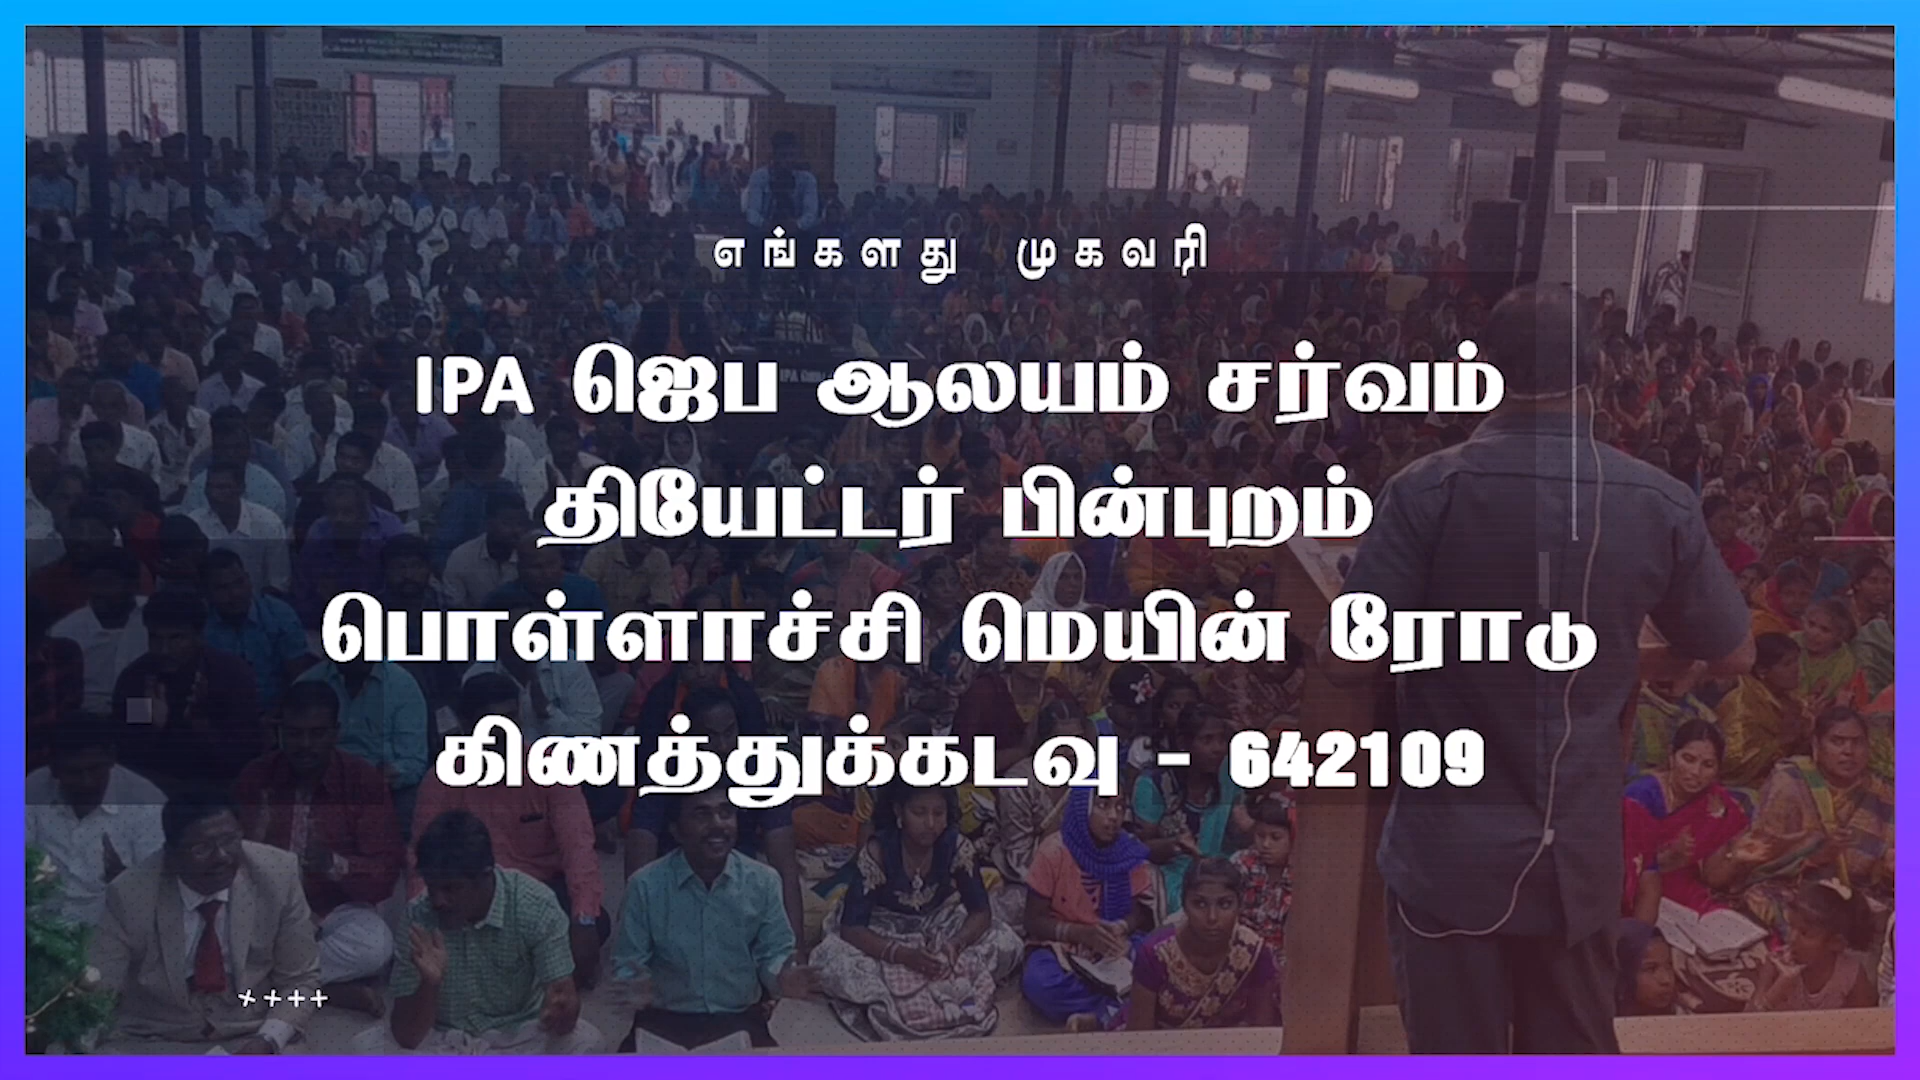 எங்களது முகவரி
IPA ஜெப ஆலயம் சர்வம்
தியேட்டர் பின்புறம்
பொள்ளாச்சி மெயின் ரோடு
கிணத்துக்கடவு - 642109